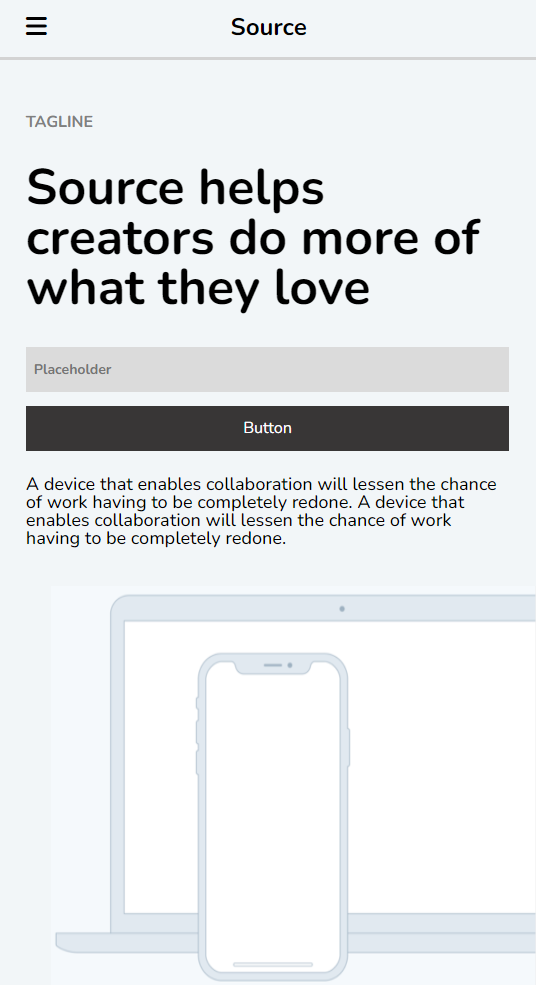 Source
TAGLINE
Source helps
creators do more of
what they love
Placeholder
Button
A device that enables collaboration will lessen the chance
of work having to be completely redone. A device that
enables collaboration will lessen the chance of work
having to be completely redone.